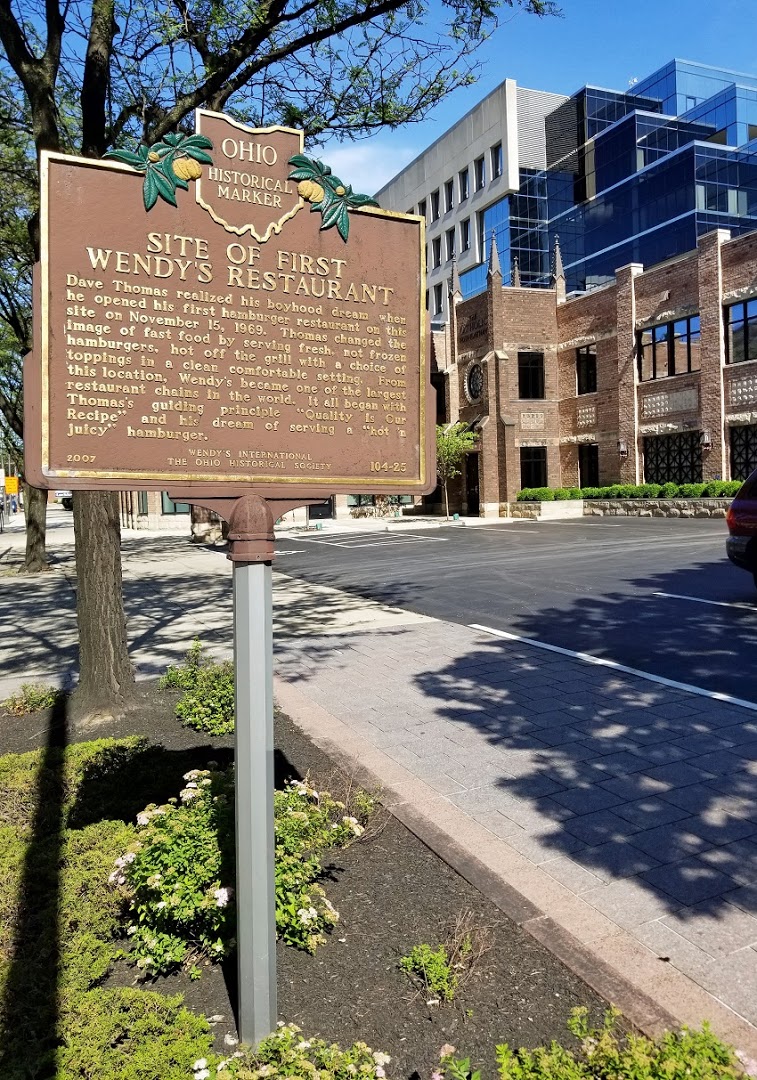 OHIO
HISTORICAL
MARKER
SITE OF FIRST
WENDY'S RESTAURANT
Dave Thomas realized his boyhood dream when
he opened his first hamburger restaurant on this
site on November 15, 1969. Thomas changed the
image of fast food by serving fresh, not frozen
hamburgers, hot off the grill with a choice of
toppings in a clean comfortable setting. From
this location, Wendy's became one of the largest
restaurant chains in the world. It all began with
Thomas's guiding principle "Quality Is Our
Recipe" and his dream of serving a "hot 'n
juicy" hamburger.
WENDY'S INTERNATIONAL
2007 THE OHIO HISTORICAL SOCIETY 104-25